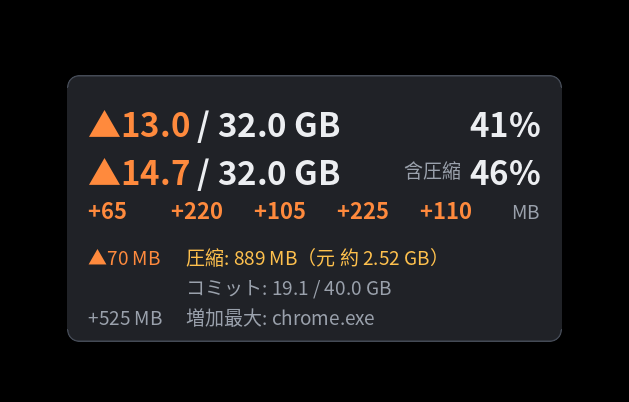 ▲13.0 / 32.0 GB 41%
▲14.7 / 32.0 GB 含圧縮 46%
+65 +220 +105 +225 +110 MB
▲70 MB 圧縮: 889 MB（元 約 2.52 GB）
コミット: 19.1 / 40.0 GB
+525 MB 増加最大: chrome.exe